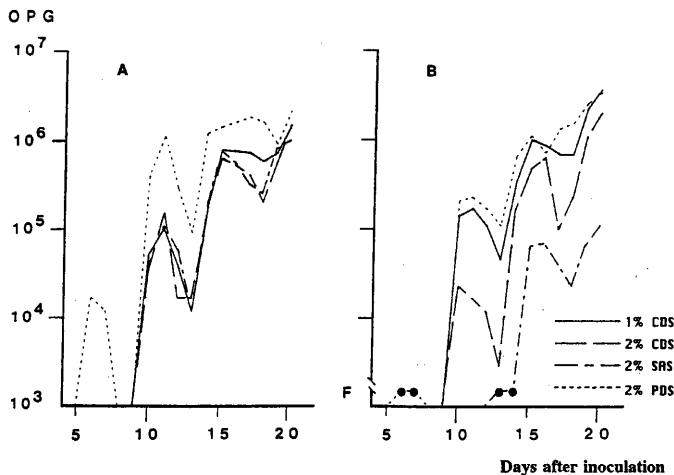 O P G
10⁷
A
B
10⁶
10⁵
10⁴
10³
F
1% CDS
2% CDS
2% SAS
2% PDS
5 10 15 20
5 10 15 20
Days after inoculation